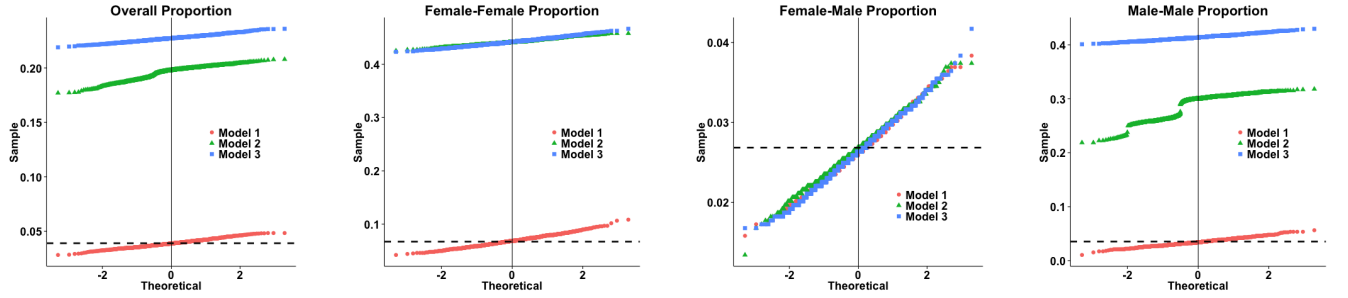 Overall Proportion
Sample
0.20
0.15
0.10
0.05
Model 1
Model 2
Model 3
-2
0
2
Theoretical
Female-Female Proportion
Sample
0.4
0.3
0.2
0.1
Model 1
Model 2
Model 3
-2
0
2
Theoretical
Female-Male Proportion
Sample
0.04
0.03
0.02
Model 1
Model 2
Model 3
-2
0
2
Theoretical
Male-Male Proportion
Sample
0.4
0.3
0.2
0.1
0.0
Model 1
Model 2
Model 3
-2
0
2
Theoretical